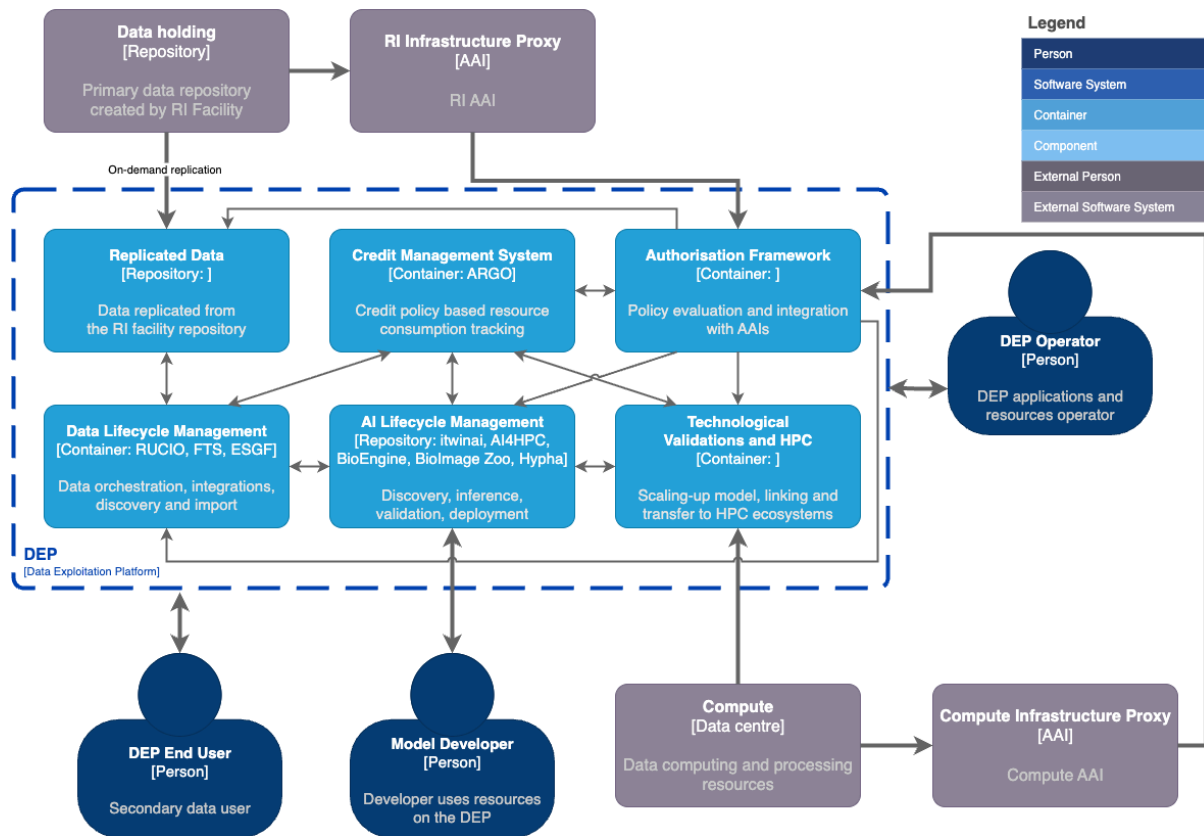 Data holding
[Repository]
Primary data repository
created by RI Facility
RI Infrastructure Proxy
[AAI]
RI AAI
Legend
Person
Software System
Container
Component
External Person
External Software System
On-demand replication
Replicated Data
[Repository: ]
Data replicated from
the RI facility repository
Credit Management System
[Container: ARGO]
Credit policy based resource
consumption tracking
Authorisation Framework
[Container: ]
Policy evaluation and integration
with AAIs
DEP Operator
[Person]
DEP applications and
resources operator
Data Lifecycle Management
[Container: RUCIO, FTS, ESGF]
Data orchestration, integrations,
discovery and import
AI Lifecycle Management
[Repository: itwinai, AI4HPC,
BioEngine, BioImage Zoo, Hypha]
Discovery, inference,
validation, deployment
Technological
Validations and HPC
[Container: ]
Scaling-up model, linking and
transfer to HPC ecosystems
DEP
[Data Exploitation Platform]
DEP End User
[Person]
Secondary data user
Model Developer
[Person]
Developer uses resources
on the DEP
Compute
[Data centre]
Data computing and processing
resources
Compute Infrastructure Proxy
[AAI]
Compute AAI